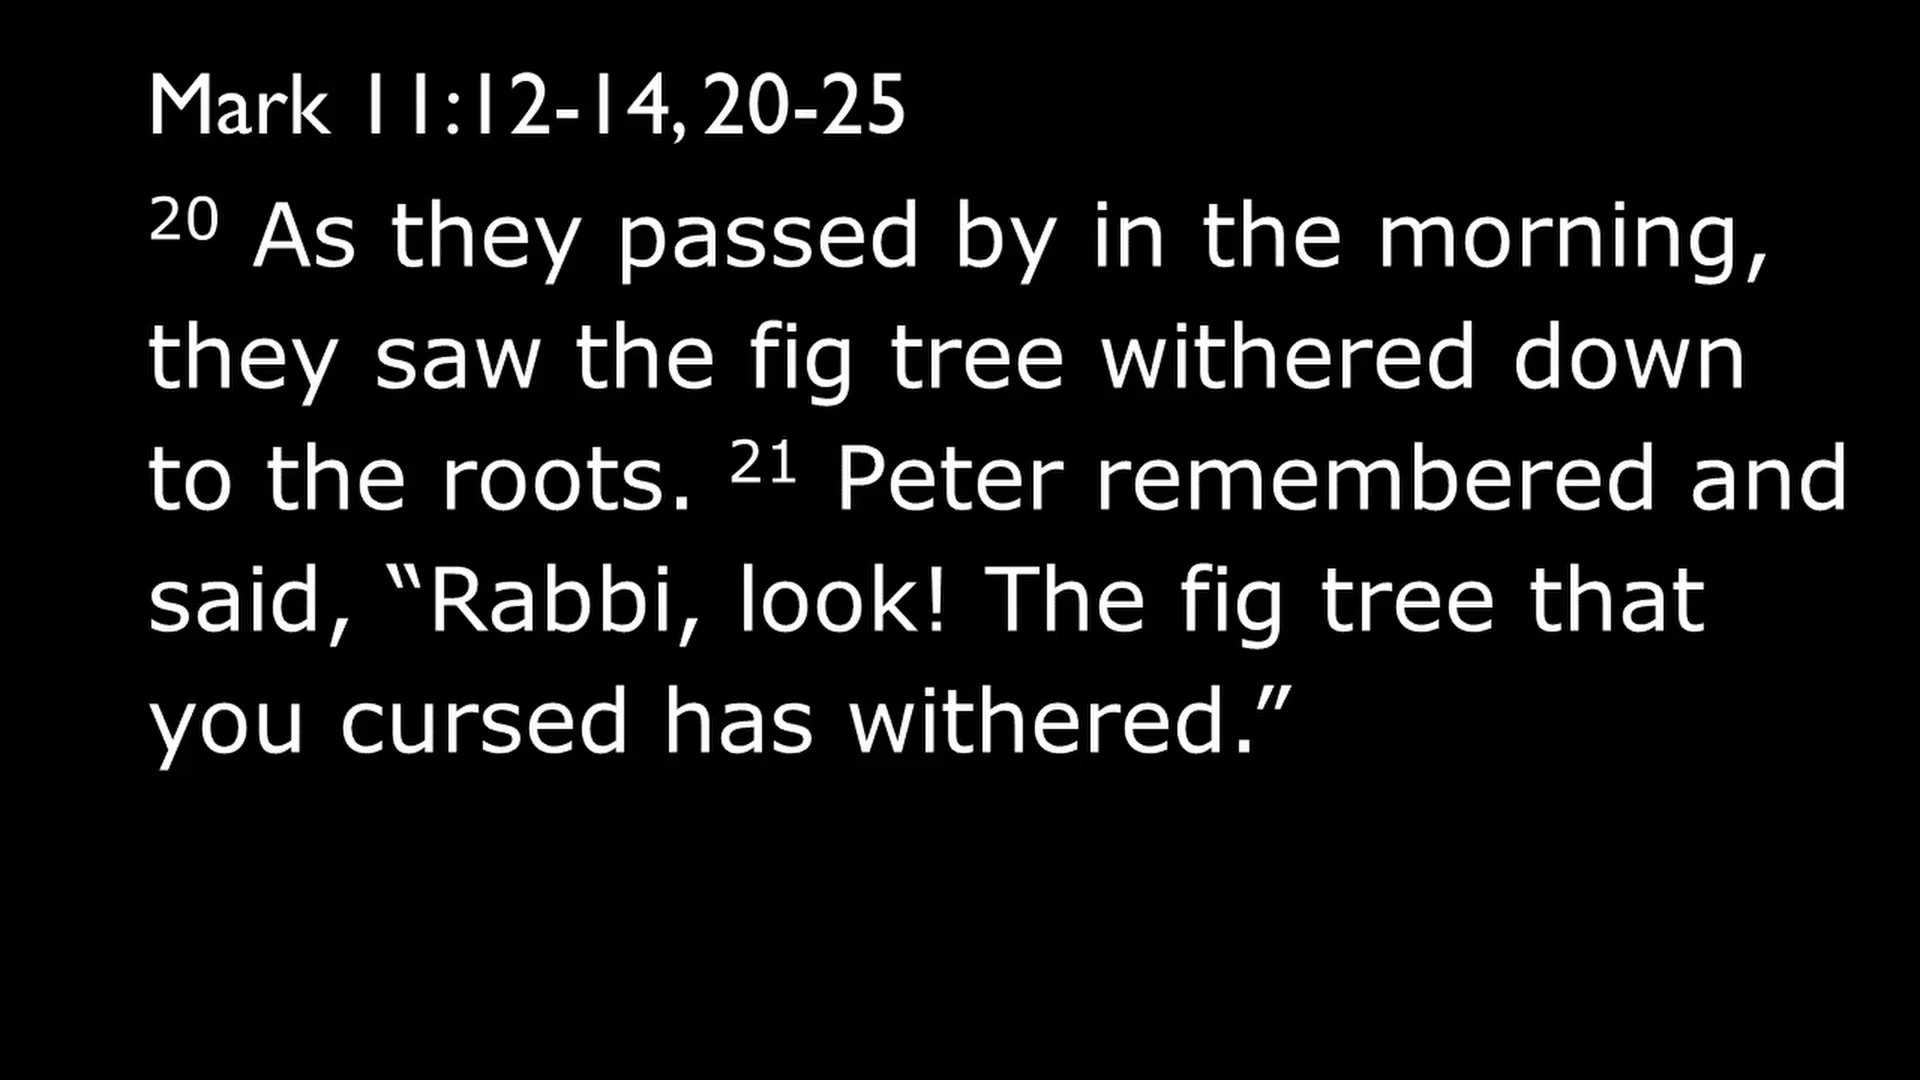 Mark 11:12-14, 20-25
20 As they passed by in the morning,
they saw the fig tree withered down
to the roots. 21 Peter remembered and
said, “Rabbi, look! The fig tree that
you cursed has withered.”